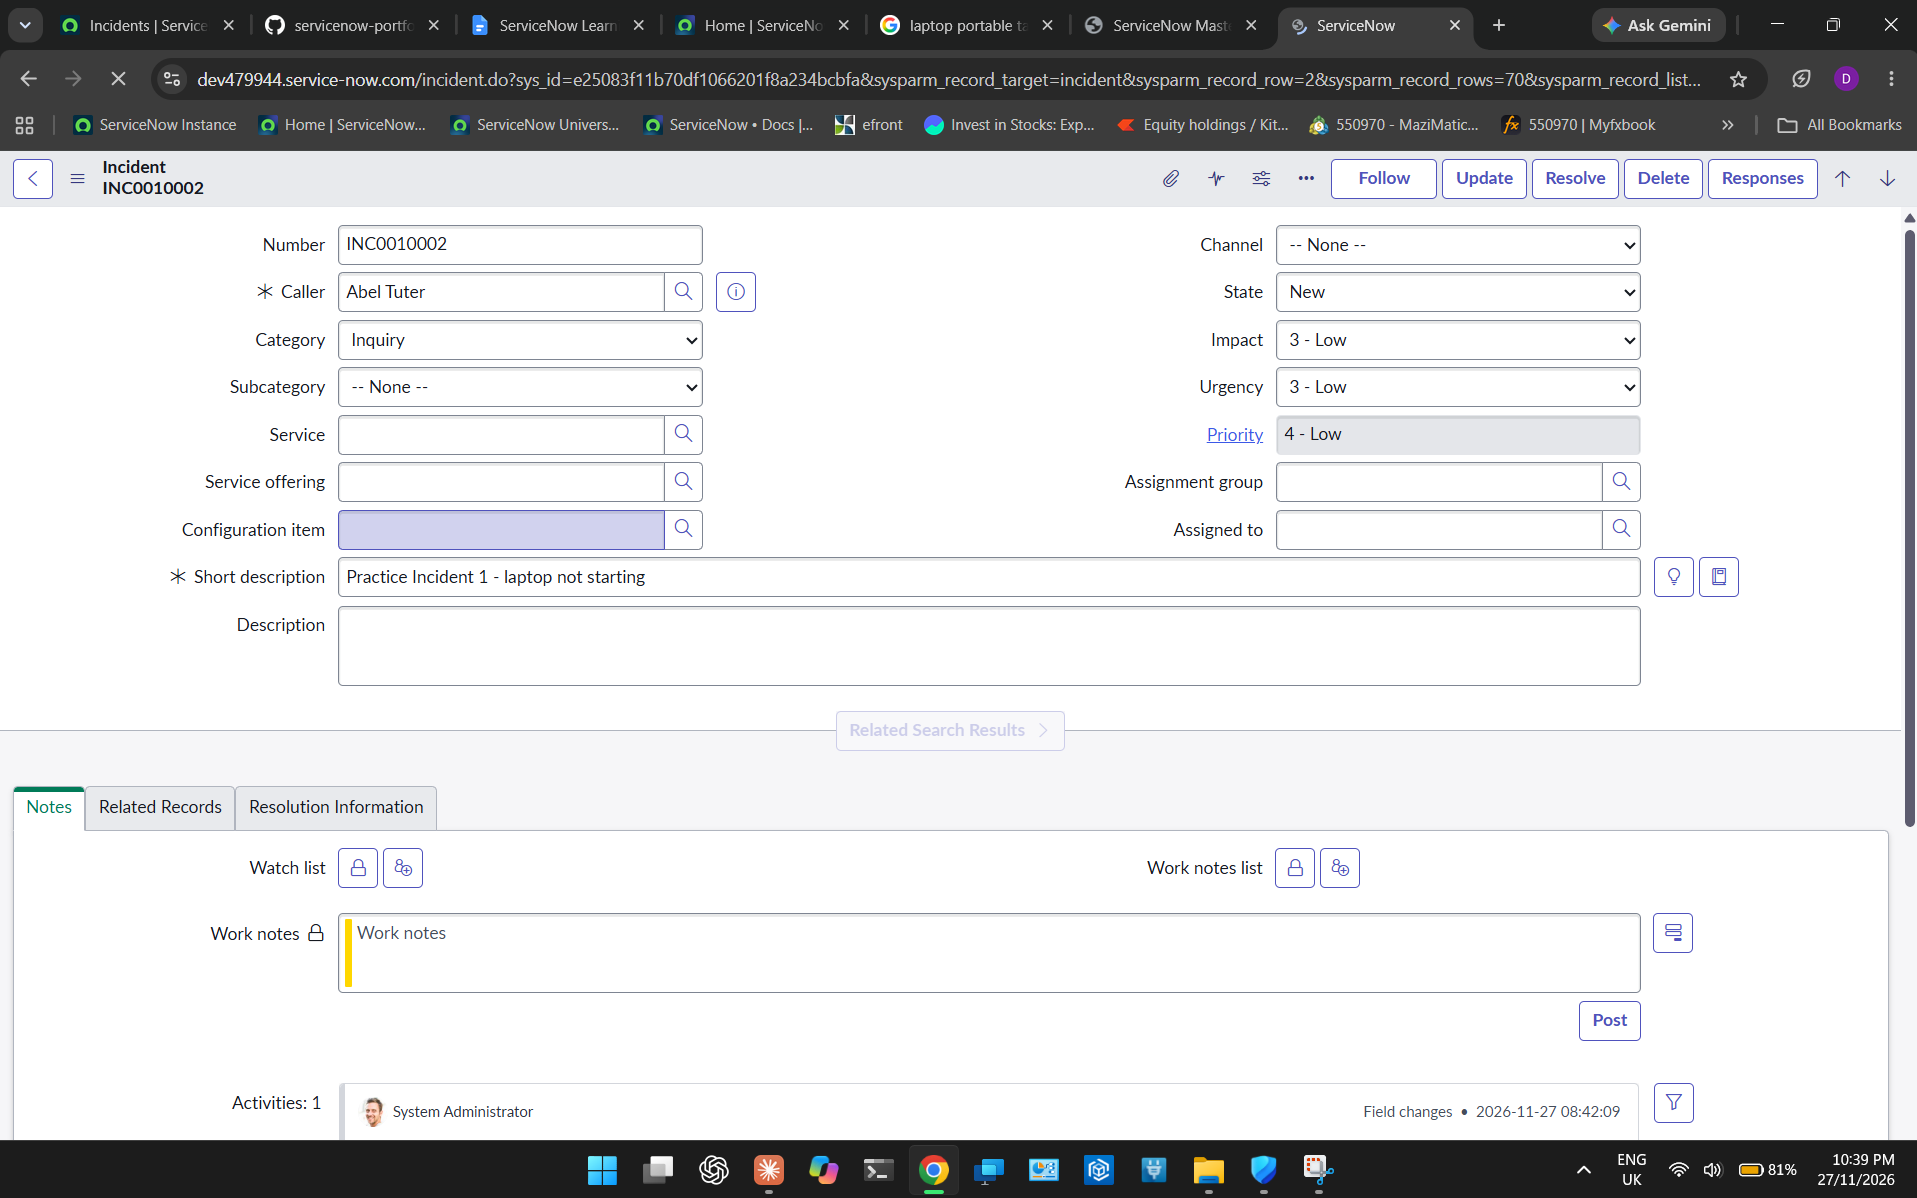 Incidents | Service
servicenow-portfo
ServiceNow Learn
Home | ServiceNo
laptop portable ta
ServiceNow Mast
ServiceNow
Ask Gemini
dev479944.service-now.com/incident.do?sys_id=e25083f11b70df1066201f8a234bcbfa&sysparm_record_target=incident&sysparm_record_row=2&sysparm_record_rows=70&sysparm_record_list...
D
ServiceNow Instance
Home | ServiceNow...
ServiceNow Univers...
ServiceNow • Docs |...
efront
Invest in Stocks: Exp...
Equity holdings / Kit...
550970 - MaziMatic...
550970 | Myfxbook
All Bookmarks
Incident
INC0010002
Follow
Update
Resolve
Delete
Responses
Number
INC0010002
Channel
-- None --
Caller
Abel Tuter
State
New
Category
Inquiry
Impact
3 - Low
Subcategory
-- None --
Urgency
3 - Low
Service
Priority
4 - Low
Service offering
Assignment group
Configuration item
Assigned to
Short description
Practice Incident 1 - laptop not starting
Description
Related Search Results
Notes
Related Records
Resolution Information
Watch list
Work notes list
Work notes
Work notes
Post
Activities: 1
System Administrator
Field changes • 2026-11-27 08:42:09
ENG
UK
81%
10:39 PM
27/11/2026